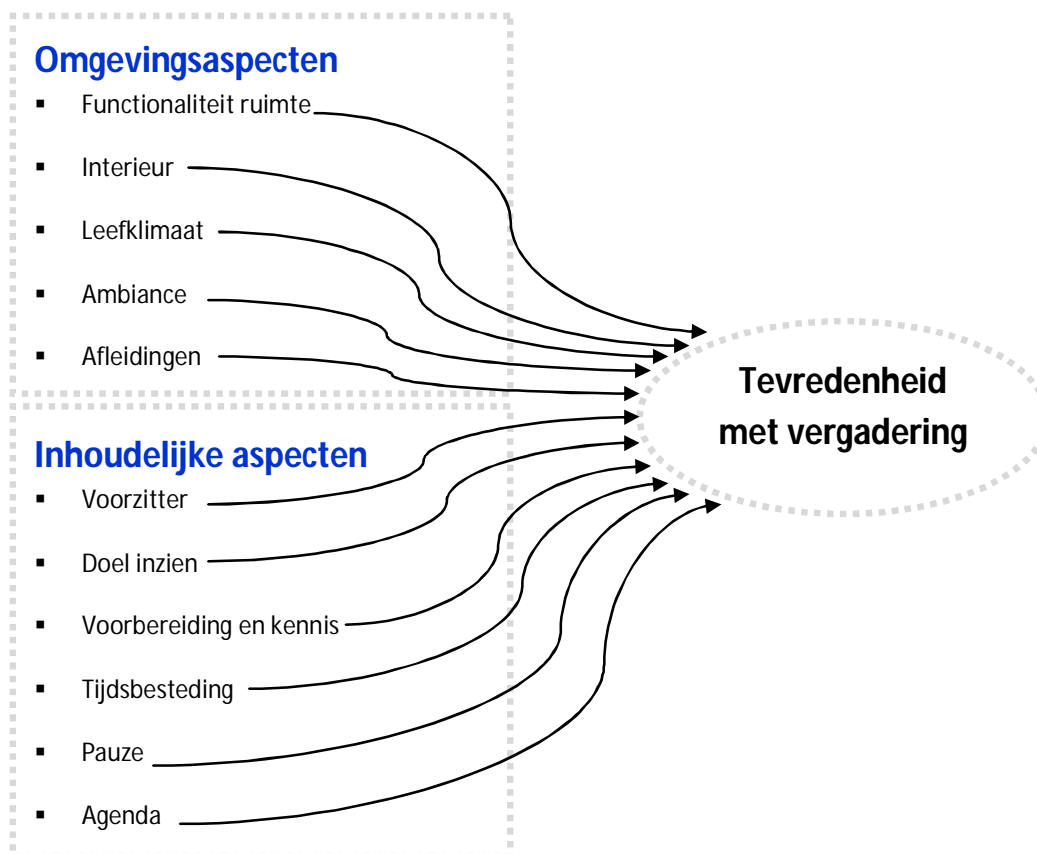 Omgevingsaspecten
▪ Functionaliteit ruimte
▪ Interieur
▪ Leefklimaat
▪ Ambiance
▪ Afleidingen
Inhoudelijke aspecten
▪ Voorzitter
▪ Doel inzien
▪ Voorbereiding en kennis
▪ Tijdsbesteding
▪ Pauze
▪ Agenda
Tevredenheid
met vergadering